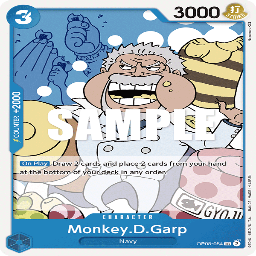 3
3000
COUNTER +2000
SAMPLE
On Play Draw 2 cards and place 2 cards from your hand
at the bottom of your deck in any order.
GYOJI
CHARACTER
Monkey.D.Garp
Navy